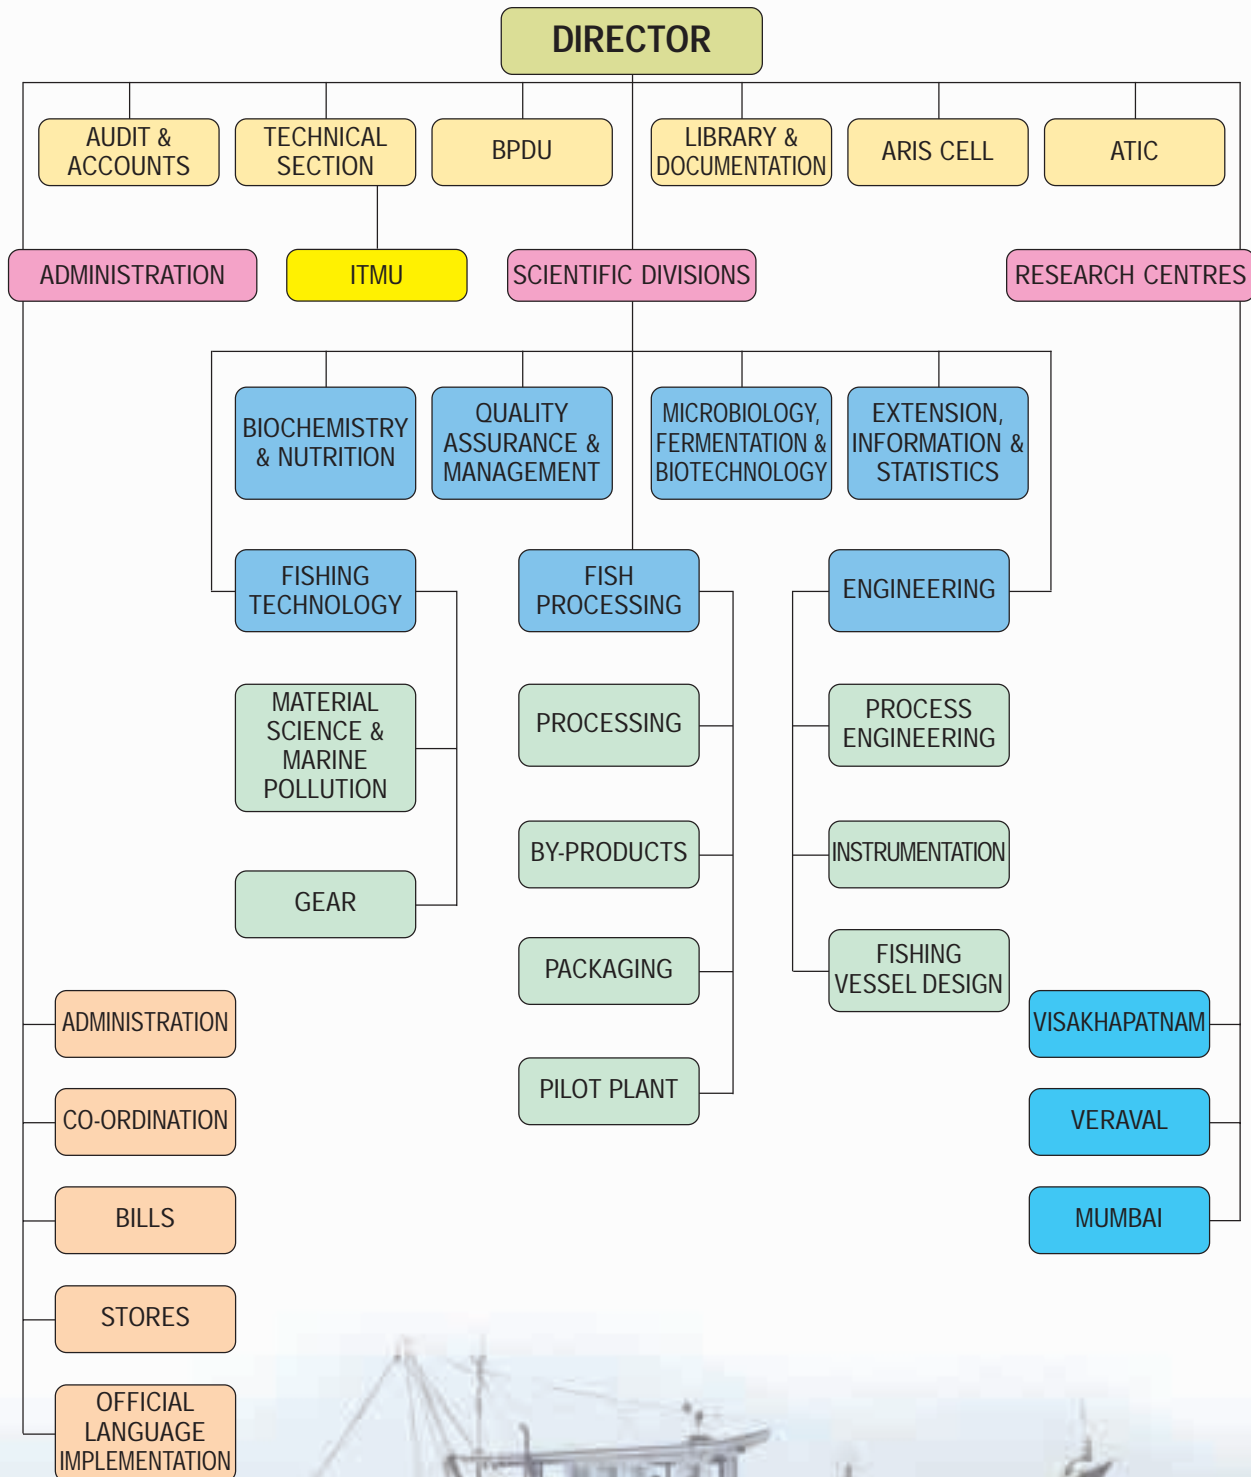 DIRECTOR
AUDIT &
ACCOUNTS
TECHNICAL
SECTION
BPDU
LIBRARY &
DOCUMENTATION
ARIS CELL
ATIC
ADMINISTRATION
ITMU
SCIENTIFIC DIVISIONS
RESEARCH CENTRES
BIOCHEMISTRY
& NUTRITION
QUALITY
ASSURANCE &
MANAGEMENT
MICROBIOLOGY,
FERMENTATION &
BIOTECHNOLOGY
EXTENSION,
INFORMATION &
STATISTICS
FISHING
TECHNOLOGY
FISH
PROCESSING
ENGINEERING
MATERIAL
SCIENCE &
MARINE
POLLUTION
PROCESSING
PROCESS
ENGINEERING
BY-PRODUCTS
INSTRUMENTATION
GEAR
PACKAGING
FISHING
VESSEL DESIGN
ADMINISTRATION
VISAKHAPATNAM
PILOT PLANT
CO-ORDINATION
VERAVAL
BILLS
MUMBAI
STORES
OFFICIAL
LANGUAGE
IMPLEMENTATION